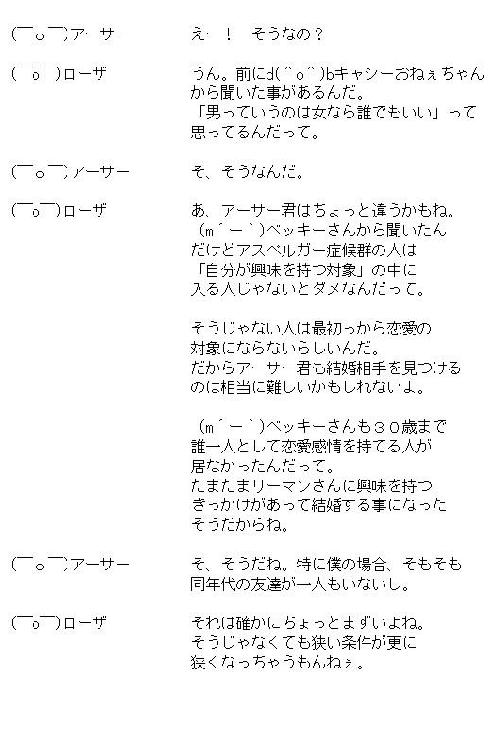 (￣o￣)アーサー　え－！　そうなの？
(￣o￣)ローザ　うん。前にd(＾o＾)bキャシーおねぇちゃん
から聞いた事があるんだ。
「男っていうのは女なら誰でもいい」って
思ってるんだって。
(￣o￣)アーサー　そ、そうなんだ。
(￣o￣)ローザ　あ、アーサー君はちょっと違うかもね。
(m´ー｀)ベッキーさんから聞いたん
だけどアスペルガー症候群の人は
「自分が興味を持つ対象」の中に
入る人じゃないとダメなんだって。
そうじゃない人は最初っから恋愛の
対象にならないらしいんだ。
だからアーサー君も結婚相手を見つける
のは相当に難しいかもしれないよ。
(m´ー｀)ベッキーさんも３０歳まで
誰一人として恋愛感情を持てる人が
居なかったんだって。
たまたまリーマンさんに興味を持つ
きっかけがあって結婚する事になった
そうだからね。
(￣o￣)アーサー　そ、そうだね。特に僕の場合、そもそも
同年代の友達が一人もいないし。
(￣o￣)ローザ　それは確かにちょっとまずいよね。
そうじゃなくても狭い条件が更に
狭くなっちゃうもんねぇ。